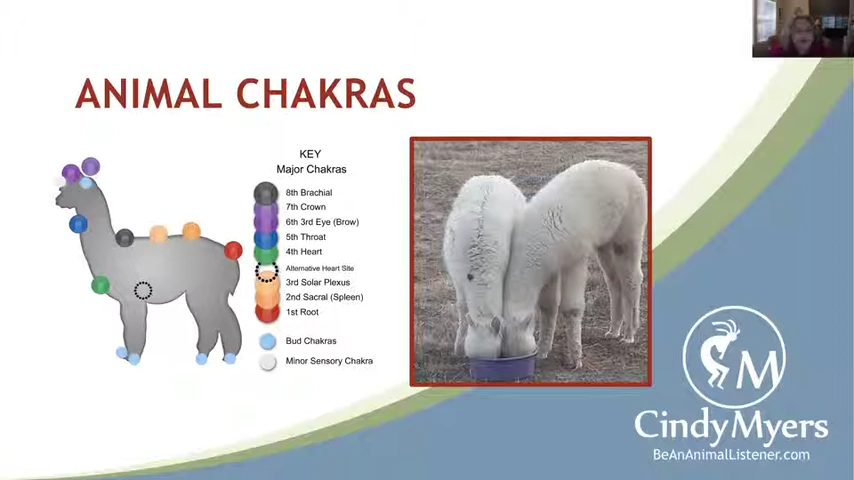 ANIMAL CHAKRAS
KEY
Major Chakras
8th Brachial
7th Crown
6th 3rd Eye (Brow)
5th Throat
4th Heart
Alternative Heart Site
3rd Solar Plexus
2nd Sacral (Spleen)
1st Root
Bud Chakras
Minor Sensory Chakra
M
CindyMyers
BeAnAnimalListener.com